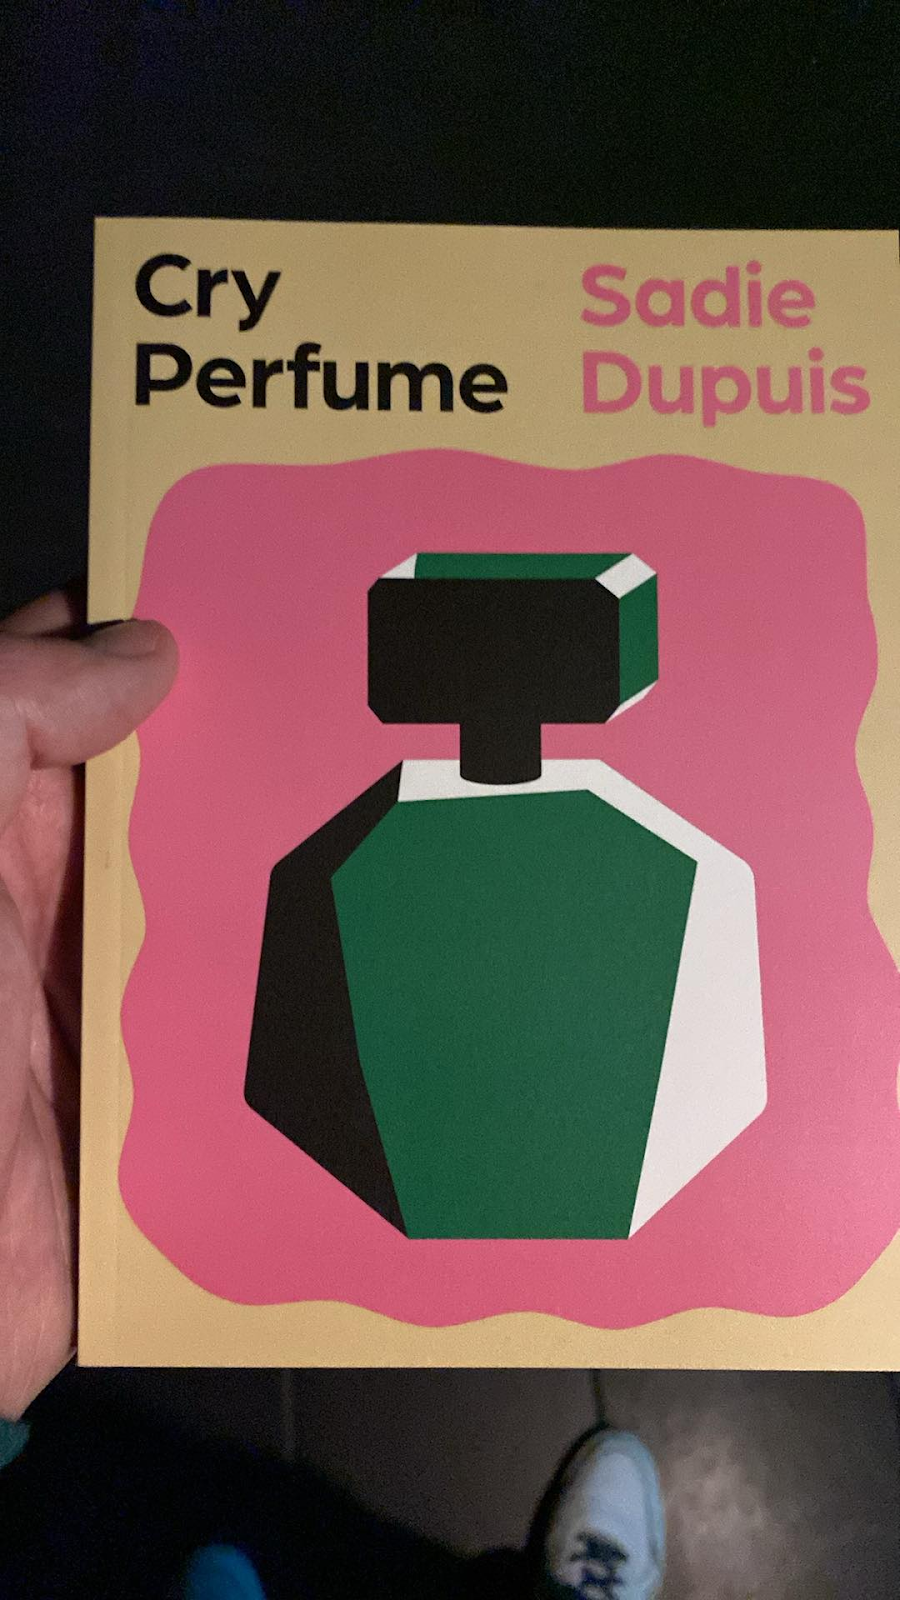 Cry
Perfume
Sadie
Dupuis